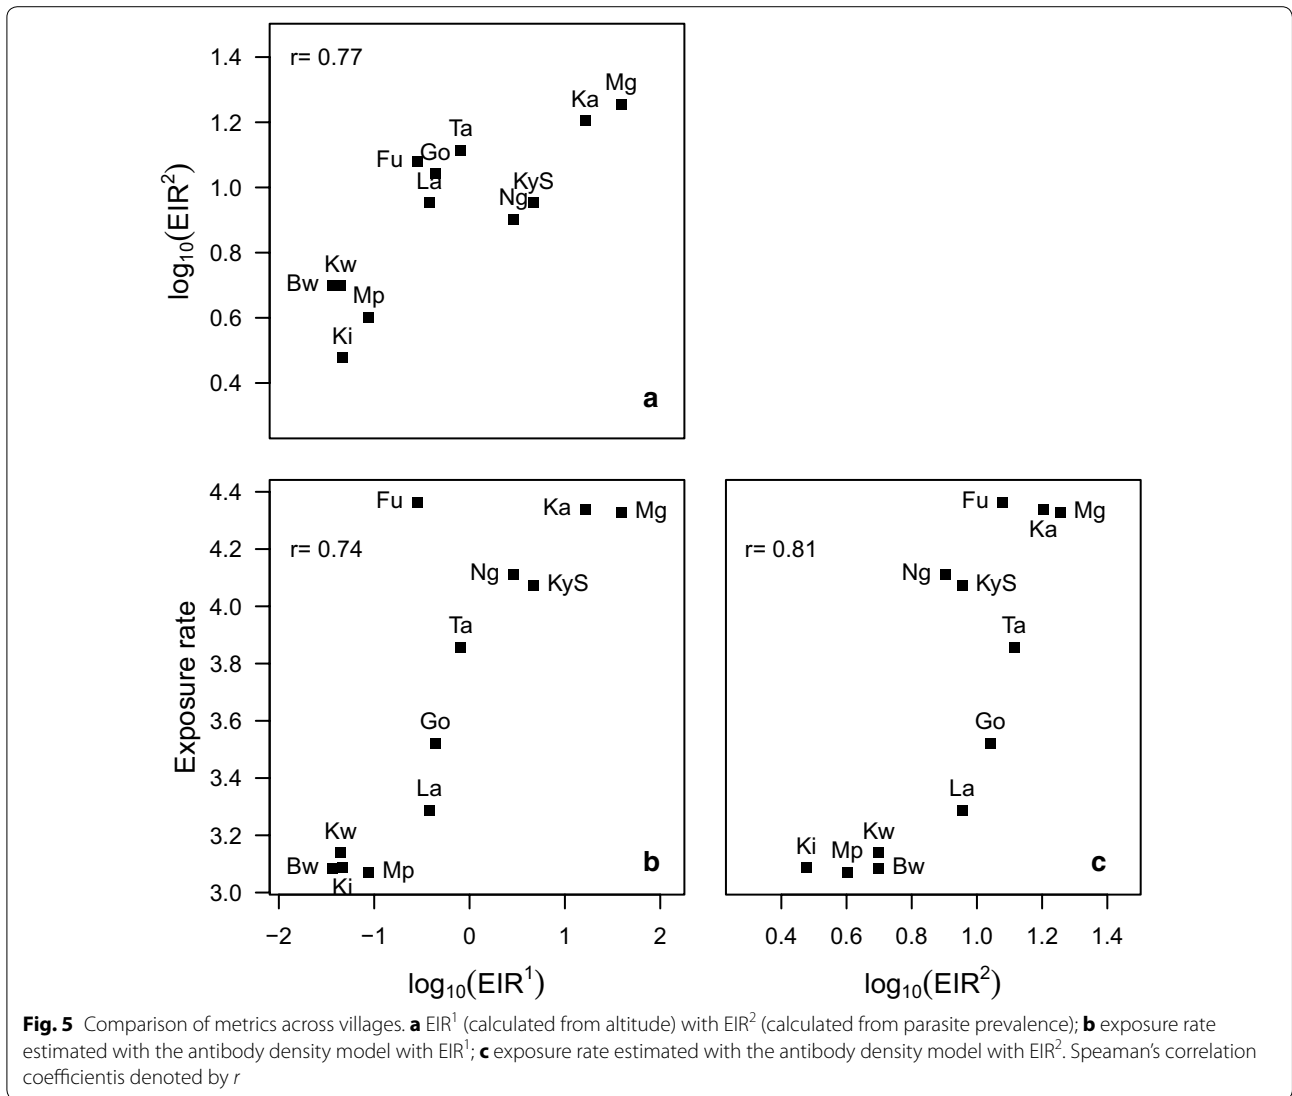 r= 0.77
Mg
Ka
Ta
Fu
Go
La
KyS
Ng
Kw
Bw
Mp
Ki
a
1.4
1.2
1.0
0.8
0.6
0.4
log₁₀(EIR²)
4.4
4.2
4.0
3.8
3.6
3.4
3.2
3.0
Exposure rate
Fu
Ka
Mg
r= 0.74
Ng
KyS
Ta
Go
La
Kw
Bw
Ki
Mp
b
−2 −1 0 1 2
log₁₀(EIR¹)
Fu
Ka
Mg
r= 0.81
Ng
KyS
Ta
Go
La
Ki
Mp
Kw
Bw
c
0.4 0.6 0.8 1.0 1.2 1.4
log₁₀(EIR²)
Fig. 5 Comparison of metrics across villages. a EIR¹ (calculated from altitude) with EIR² (calculated from parasite prevalence); b exposure rate
estimated with the antibody density model with EIR¹; c exposure rate estimated with the antibody density model with EIR². Speaman’s correlation
coefficientis denoted by r